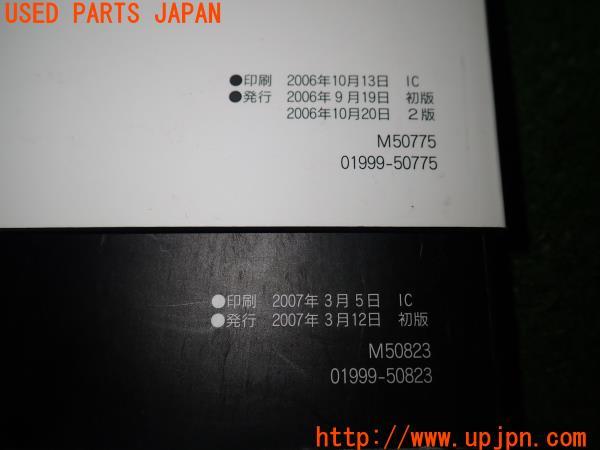 USED PARTS JAPAN
●印刷 2006年10月13日 IC
●発行 2006年9月19日 初版
2006年10月20日 2版
M50775
01999-50775
●印刷 2007年3月5日 IC
●発行 2007年3月12日 初版
M50823
01999-50823
http://www.upjpn.com/